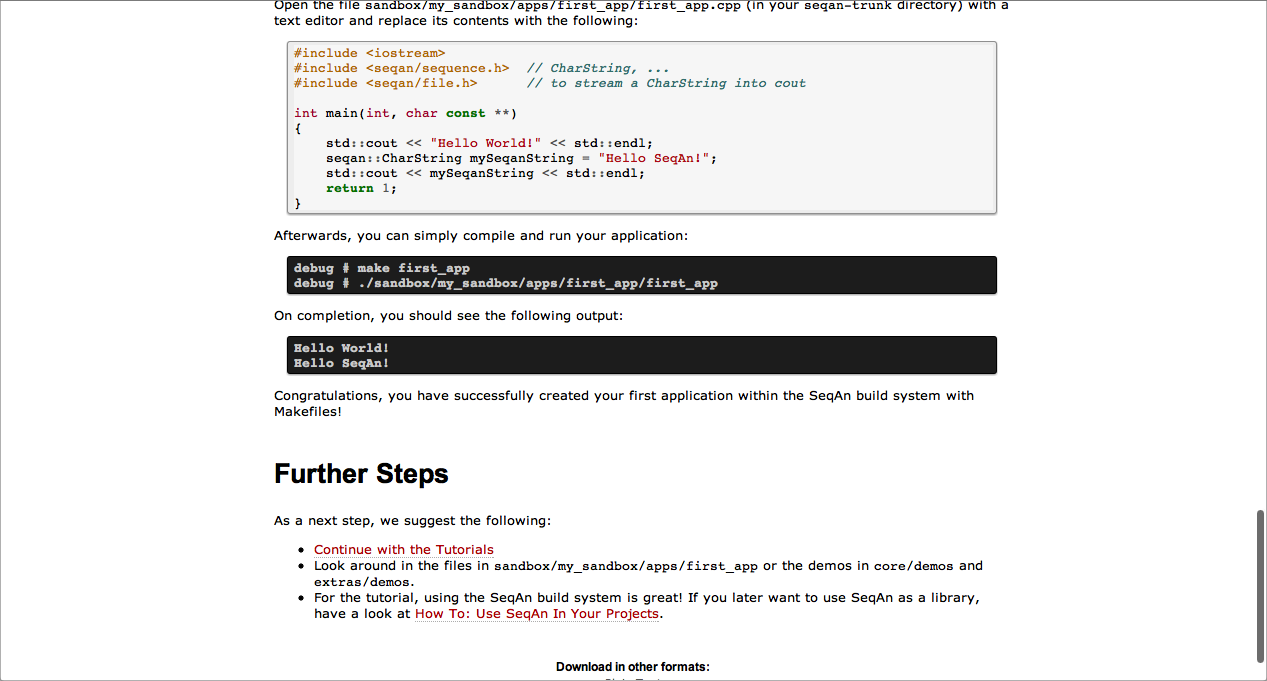 Open the file sandbox/my_sandbox/apps/first_app/first_app.cpp (in your seqan-trunk directory) with a
text editor and replace its contents with the following:
#include <iostream>
#include <seqan/sequence.h>  // CharString, ...
#include <seqan/file.h>      // to stream a CharString into cout
int main(int, char const **)
{
    std::cout << "Hello World!" << std::endl;
    seqan::CharString mySeqanString = "Hello SeqAn!";
    std::cout << mySeqanString << std::endl;
    return 1;
}
Afterwards, you can simply compile and run your application:
debug # make first_app
debug # ./sandbox/my_sandbox/apps/first_app/first_app
On completion, you should see the following output:
Hello World!
Hello SeqAn!
Congratulations, you have successfully created your first application within the SeqAn build system with
Makefiles!
Further Steps
As a next step, we suggest the following:
• Continue with the Tutorials
• Look around in the files in sandbox/my_sandbox/apps/first_app or the demos in core/demos and
extras/demos.
• For the tutorial, using the SeqAn build system is great! If you later want to use SeqAn as a library,
have a look at How To: Use SeqAn In Your Projects.
Download in other formats: